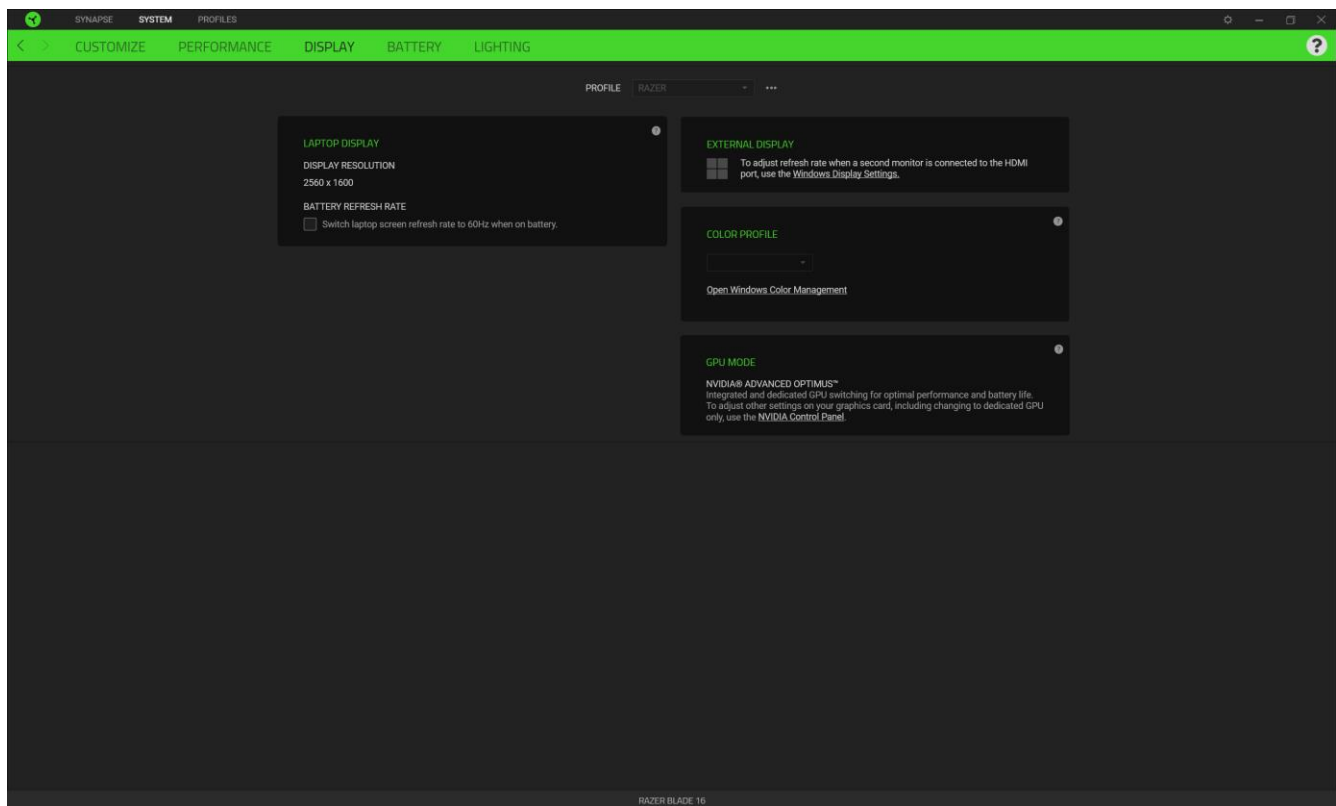 SYNAPSE SYSTEM PROFILES
CUSTOMIZE PERFORMANCE DISPLAY BATTERY LIGHTING ?
PROFILE RAZER
LAPTOP DISPLAY ?
DISPLAY RESOLUTION
2560 x 1600
BATTERY REFRESH RATE
Switch laptop screen refresh rate to 60Hz when on battery.
EXTERNAL DISPLAY
To adjust refresh rate when a second monitor is connected to the HDMI
port, use the Windows Display Settings.
COLOR PROFILE ?
Open Windows Color Management
GPU MODE ?
NVIDIA® ADVANCED OPTIMUS™
Integrated and dedicated GPU switching for optimal performance and battery life.
To adjust other settings on your graphics card, including changing to dedicated GPU
only, use the NVIDIA Control Panel.
RAZER BLADE 16